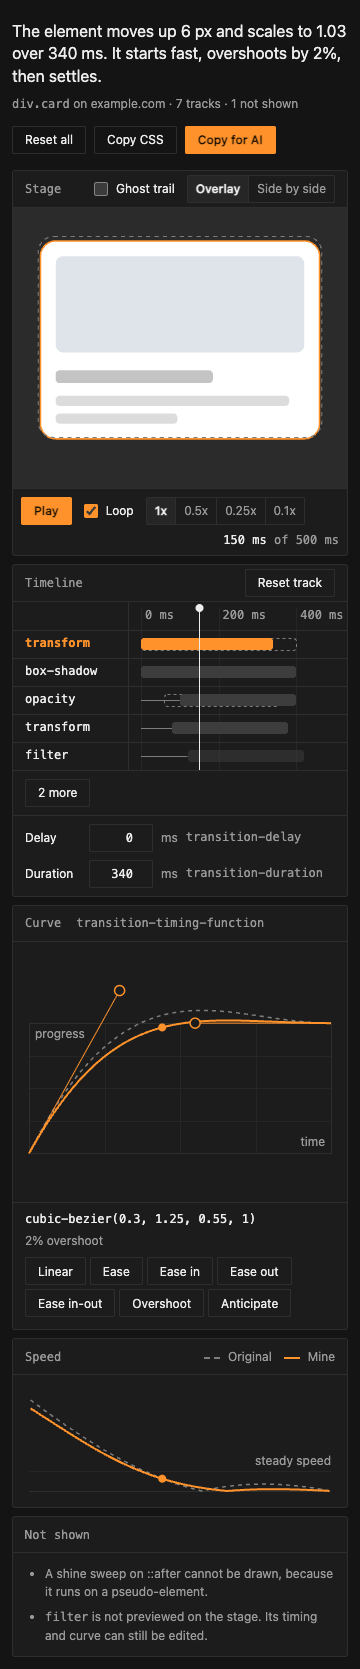 The element moves up 6 px and scales to 1.03
over 340 ms. It starts fast, overshoots by 2%,
then settles.
div.card on example.com · 7 tracks · 1 not shown
Reset all
Copy CSS
Copy for AI
Stage
Ghost trail
Overlay
Side by side
Play
Loop
1x
0.5x
0.25x
0.1x
150 ms of 500 ms
Timeline
Reset track
0 ms
200 ms
400 ms
transform
box-shadow
opacity
transform
filter
2 more
Delay
0
ms
transition-delay
Duration
340
ms
transition-duration
Curve
transition-timing-function
progress
time
cubic-bezier(0.3, 1.25, 0.55, 1)
2% overshoot
Linear
Ease
Ease in
Ease out
Ease in-out
Overshoot
Anticipate
Speed
Original
Mine
steady speed
Not shown
• A shine sweep on ::after cannot be drawn, because
it runs on a pseudo-element.
• filter is not previewed on the stage. Its timing
and curve can still be edited.